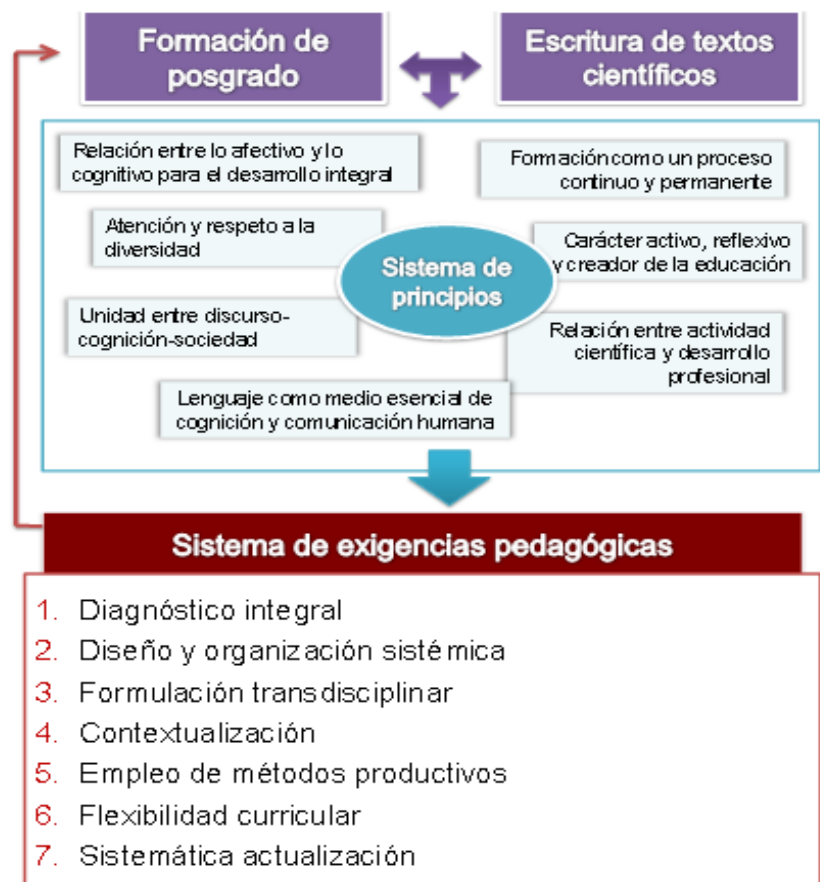 Formación de
posgrado
Escritura de textos
científicos
Relación entre lo afectivo y lo
cognitivo para el desarrollo integral
Formación como un proceso
continuo y permanente
Atención y respeto a la
diversidad
Sistema de
principios
Carácter activo, reflexivo
y creador de la educación
Unidad entre discurso-
cognición-sociedad
Relación entre actividad
científica y desarrollo
profesional
Lenguaje como medio esencial de
cognición y comunicación humana
Sistema de exigencias pedagógicas
1. Diagnóstico integral
2. Diseño y organización sistémica
3. Formulación transdisciplinar
4. Contextualización
5. Empleo de métodos productivos
6. Flexibilidad curricular
7. Sistemática actualización